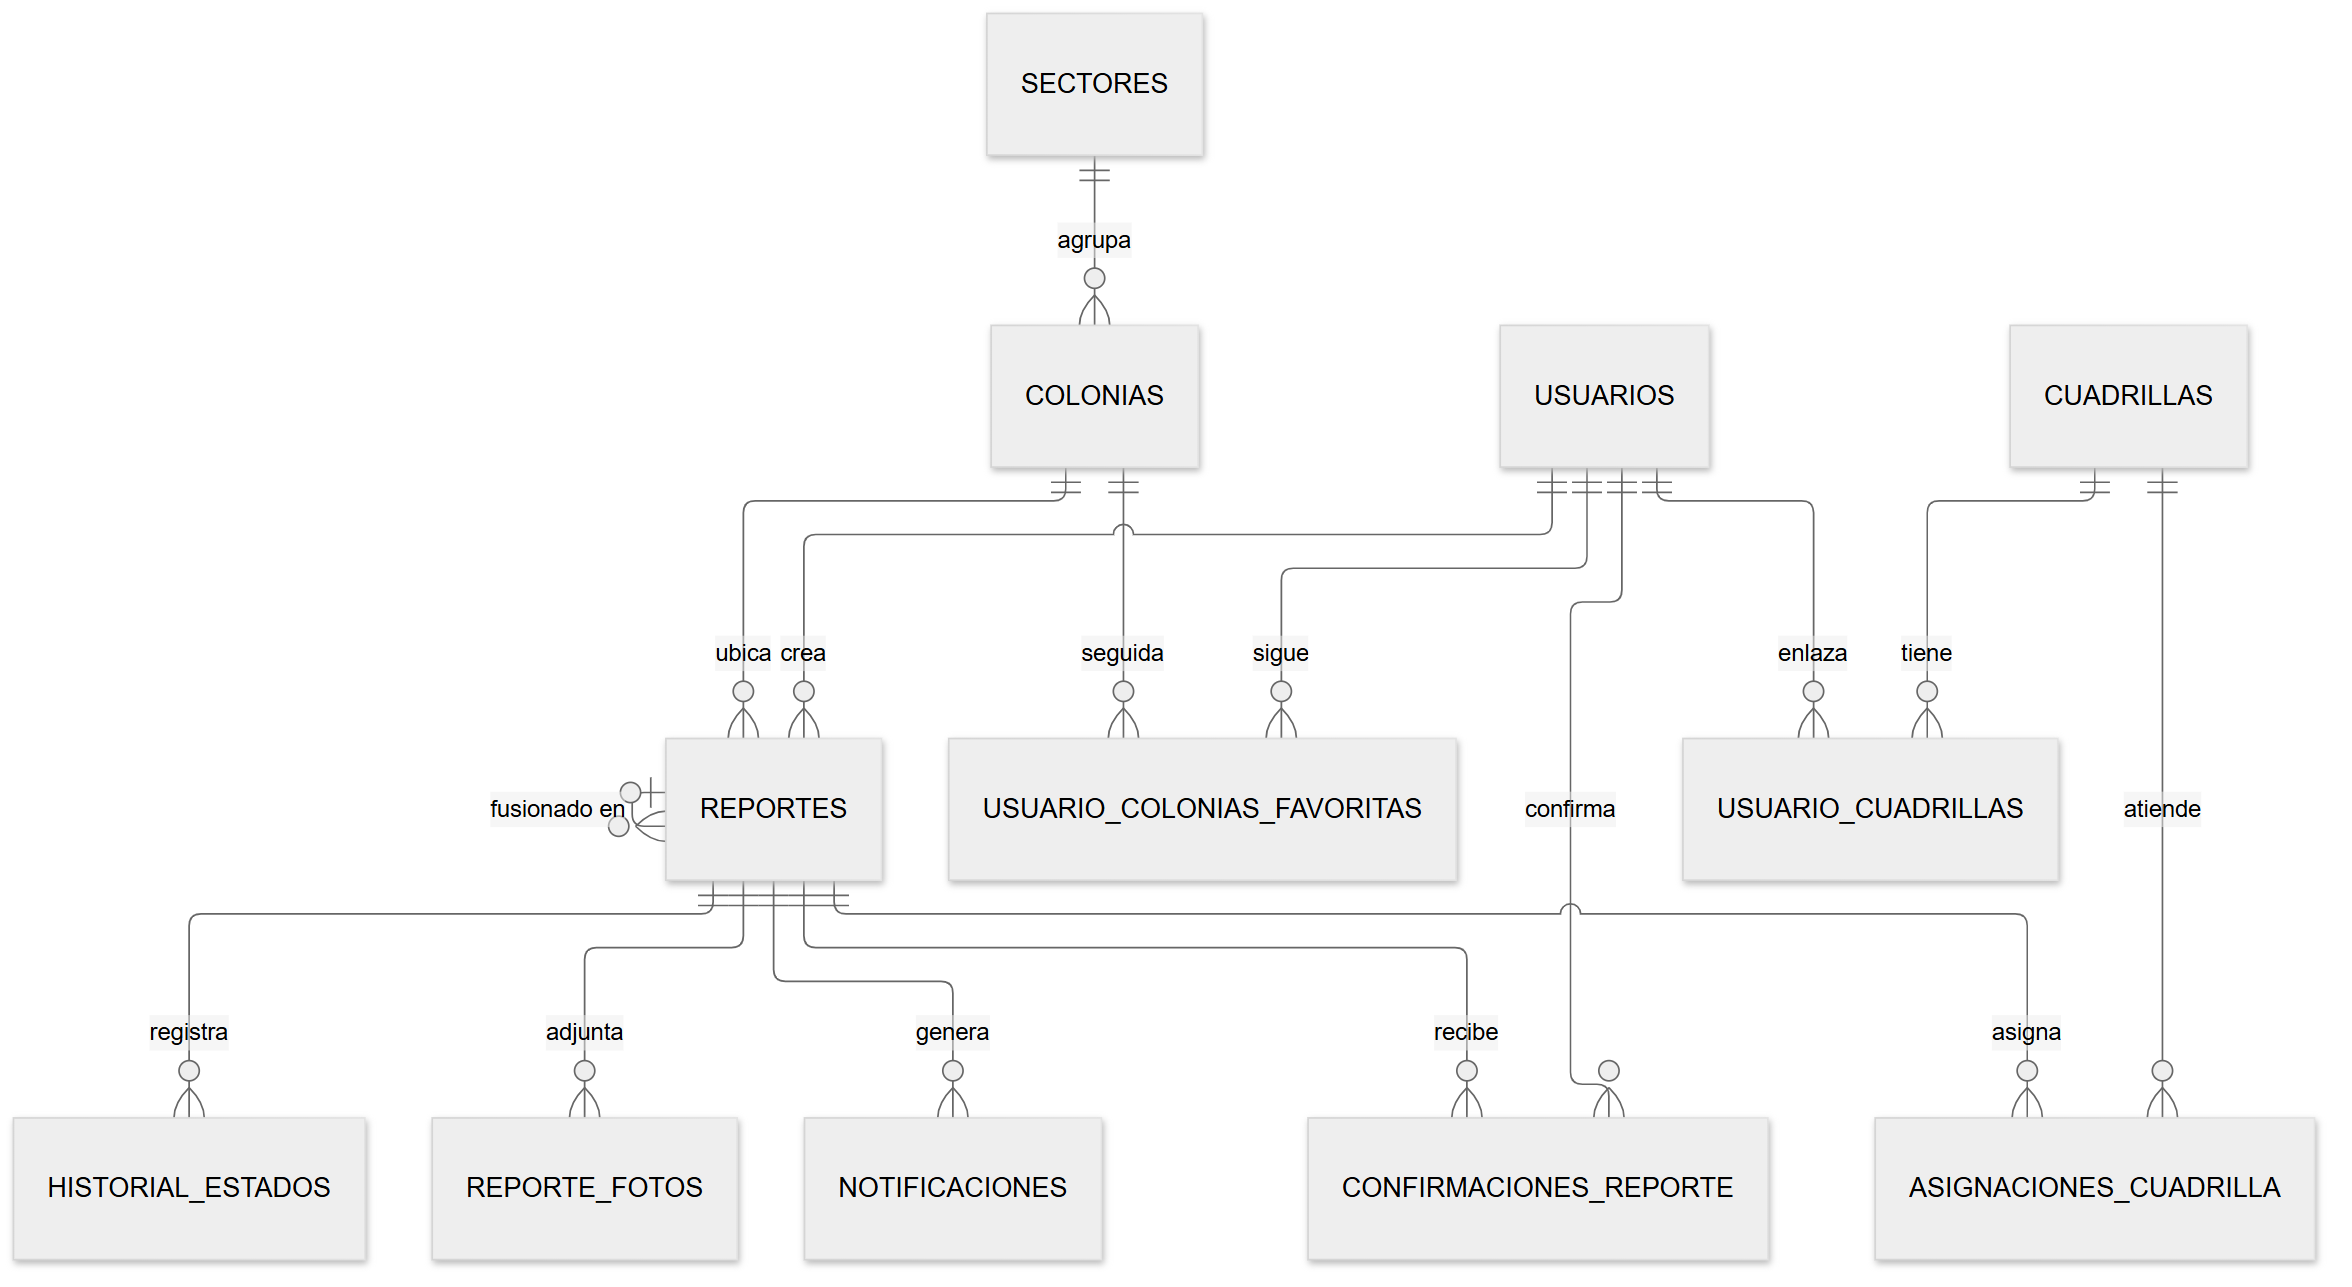 SECTORES
agrupa
COLONIAS
USUARIOS
CUADRILLAS
ubica
crea
seguida
sigue
enlaza
tiene
fusionado en
REPORTES
USUARIO_COLONIAS_FAVORITAS
confirma
USUARIO_CUADRILLAS
atiende
registra
adjunta
genera
recibe
asigna
HISTORIAL_ESTADOS
REPORTE_FOTOS
NOTIFICACIONES
CONFIRMACIONES_REPORTE
ASIGNACIONES_CUADRILLA